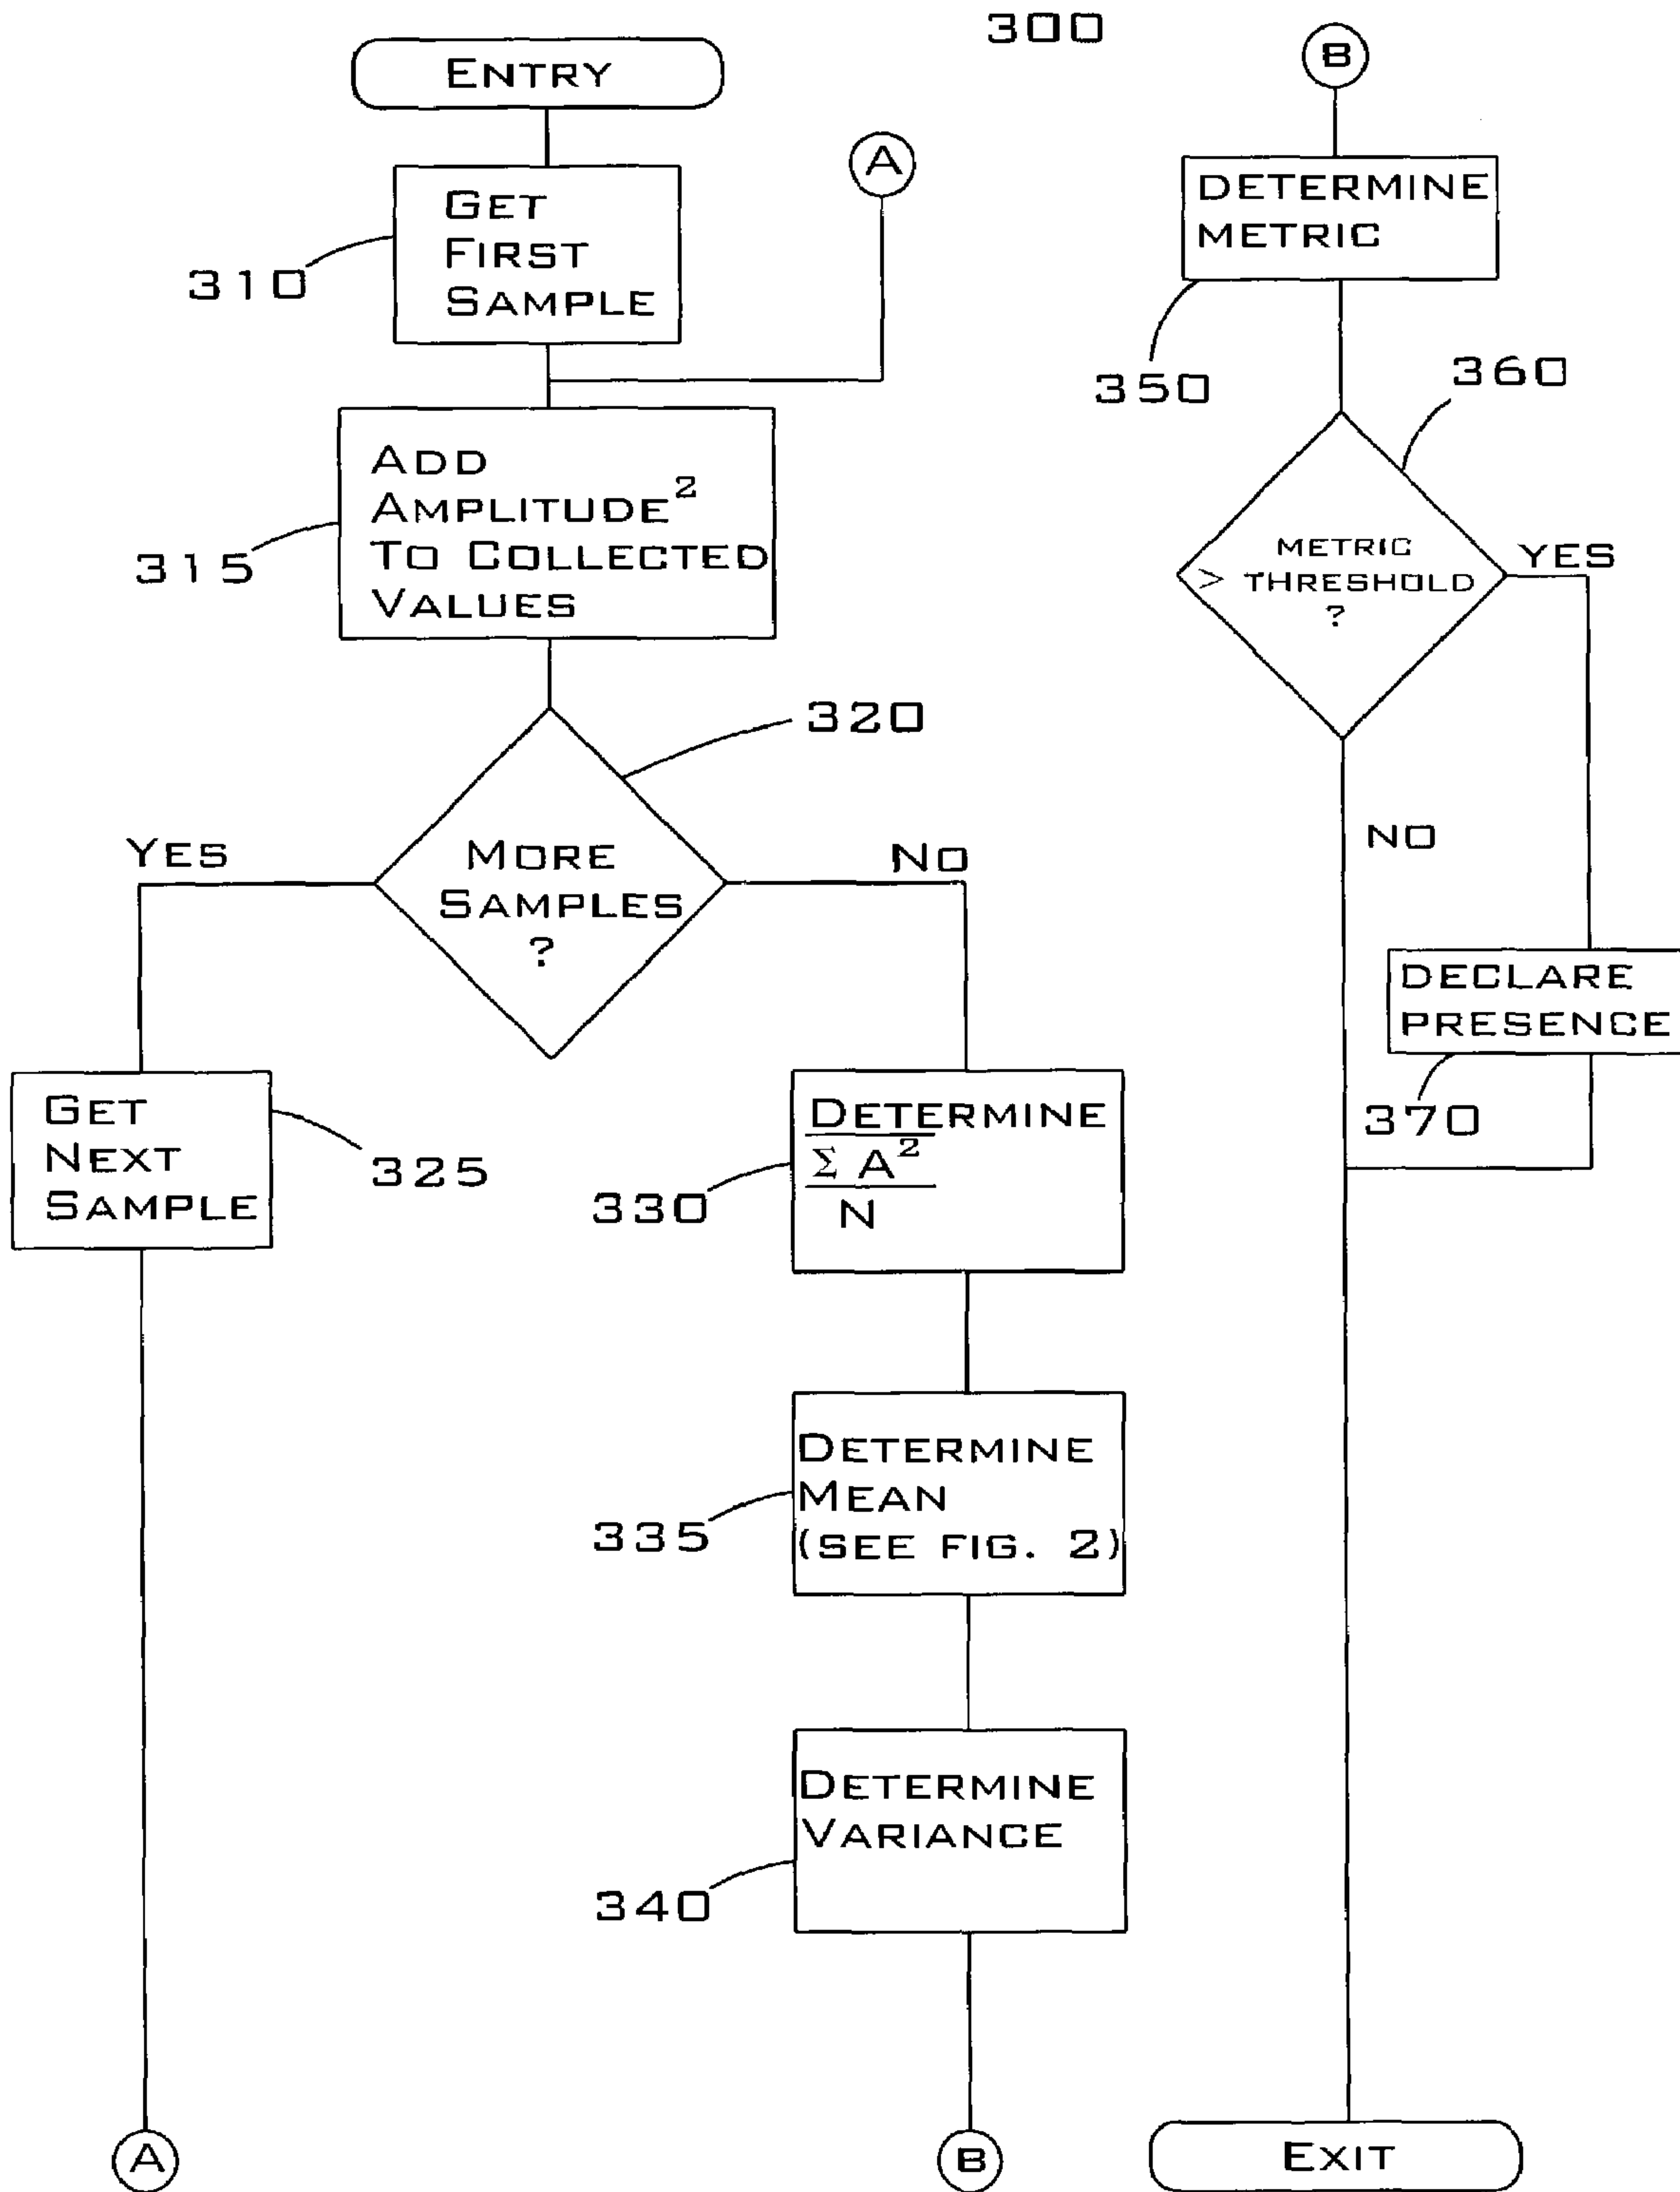 300
ENTRY
A
GET
FIRST
SAMPLE
310
ADD
AMPLITUDE²
TO COLLECTED
VALUES
315
320
MORE
SAMPLES
?
YES
NO
GET
NEXT
SAMPLE
325
DETERMINE
Σ A²
N
330
DETERMINE
MEAN
(SEE FIG. 2)
335
DETERMINE
VARIANCE
340
A
B
B
DETERMINE
METRIC
350
360
METRIC
> THRESHOLD
?
YES
NO
DECLARE
PRESENCE
370
EXIT